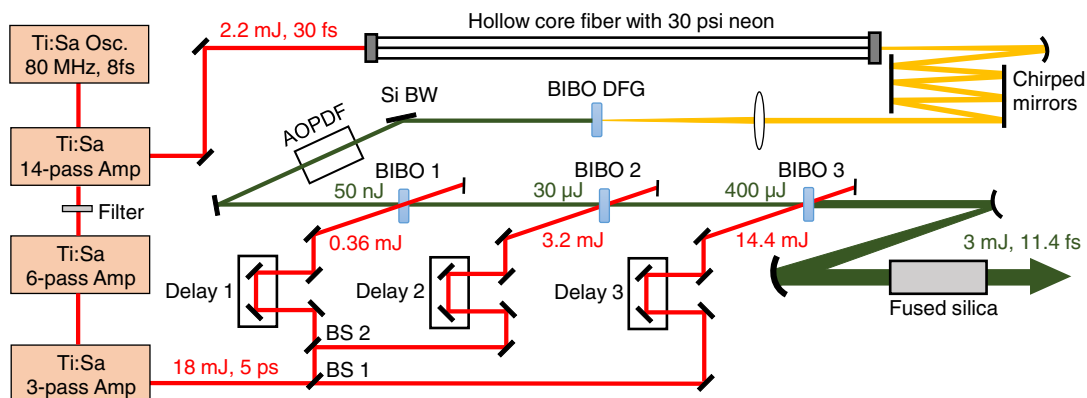 Ti:Sa Osc.
80 MHz, 8fs
Ti:Sa
14-pass Amp
Filter
Ti:Sa
6-pass Amp
Ti:Sa
3-pass Amp
2.2 mJ, 30 fs
Hollow core fiber with 30 psi neon
Chirped
mirrors
Si BW
BIBO DFG
AOPDF
50 nJ
BIBO 1
30 µJ
BIBO 2
400 µJ
BIBO 3
0.36 mJ
3.2 mJ
14.4 mJ
3 mJ, 11.4 fs
Delay 1
Delay 2
Delay 3
Fused silica
BS 2
BS 1
18 mJ, 5 ps